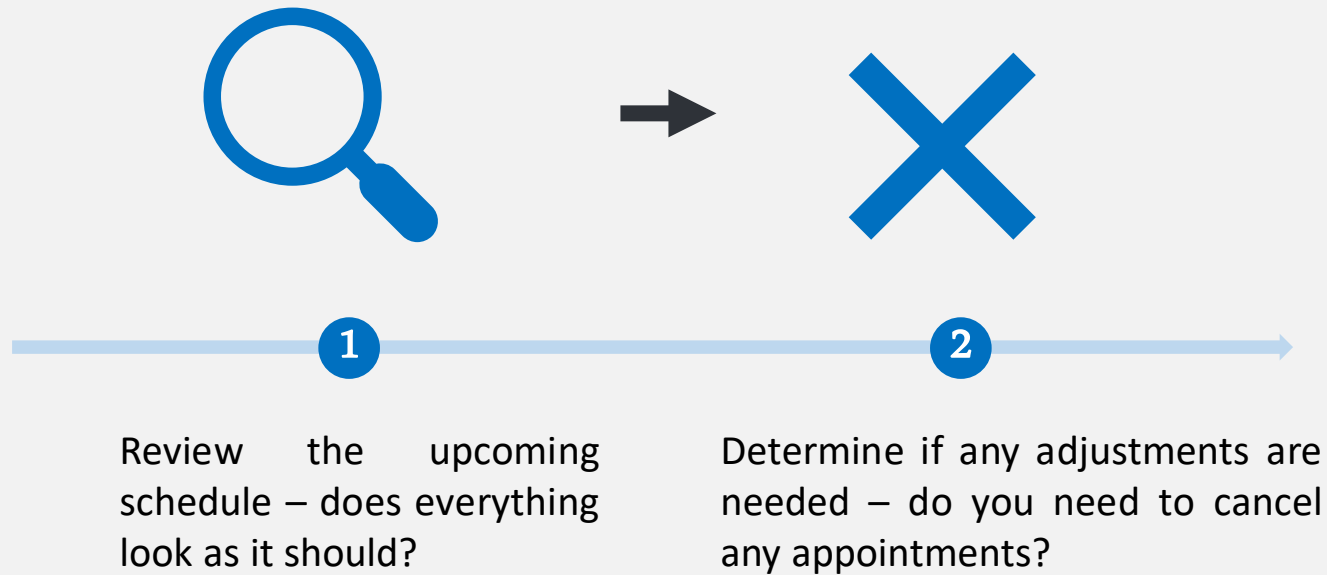 1
2
Review the upcoming
schedule – does everything
look as it should?
Determine if any adjustments are
needed – do you need to cancel
any appointments?